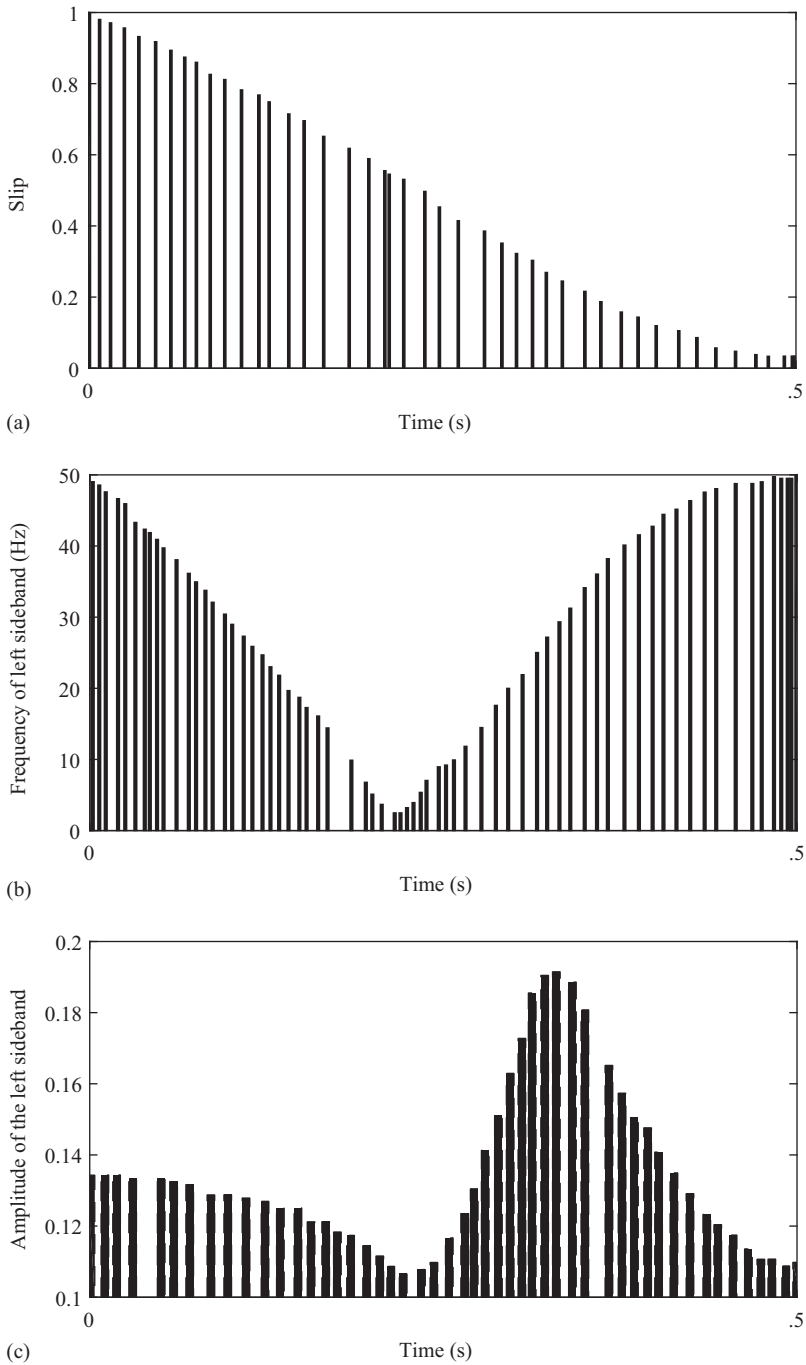 1
0.8
0.6
0.4
0.2
0
Slip
0
.5
Time (s)
(a)
50
40
30
20
10
0
Frequency of left sideband (Hz)
0
.5
Time (s)
(b)
0.2
0.18
0.16
0.14
0.12
0.1
Amplitude of the left sideband
0
.5
Time (s)
(c)